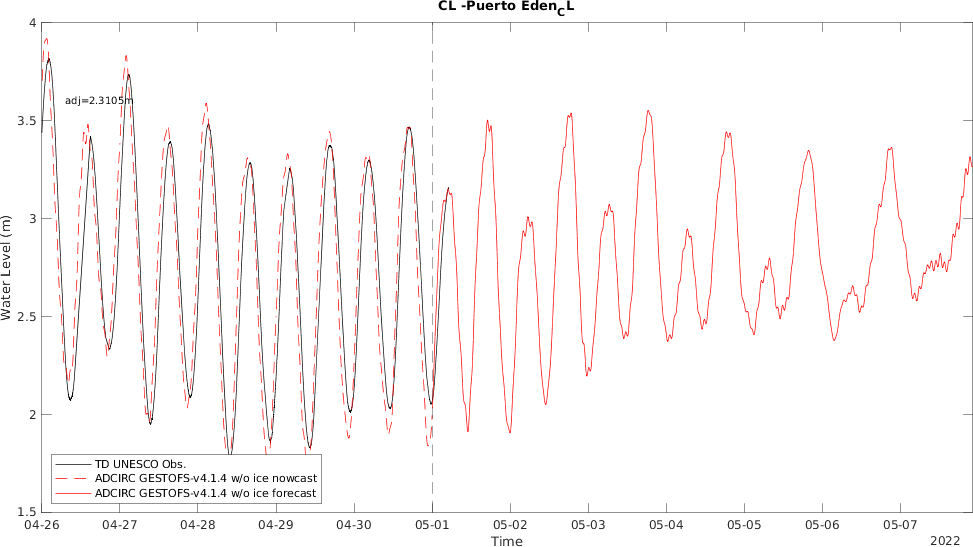 CL -Puerto Eden_CL
4
3.5
3
2.5
2
1.5
Water Level (m)
adj=2.3105m
TD UNESCO Obs.
ADCIRC GESTOFS-v4.1.4 w/o ice nowcast
ADCIRC GESTOFS-v4.1.4 w/o ice forecast
04-26 04-27 04-28 04-29 04-30 05-01 05-02 05-03 05-04 05-05 05-06 05-07
Time
2022